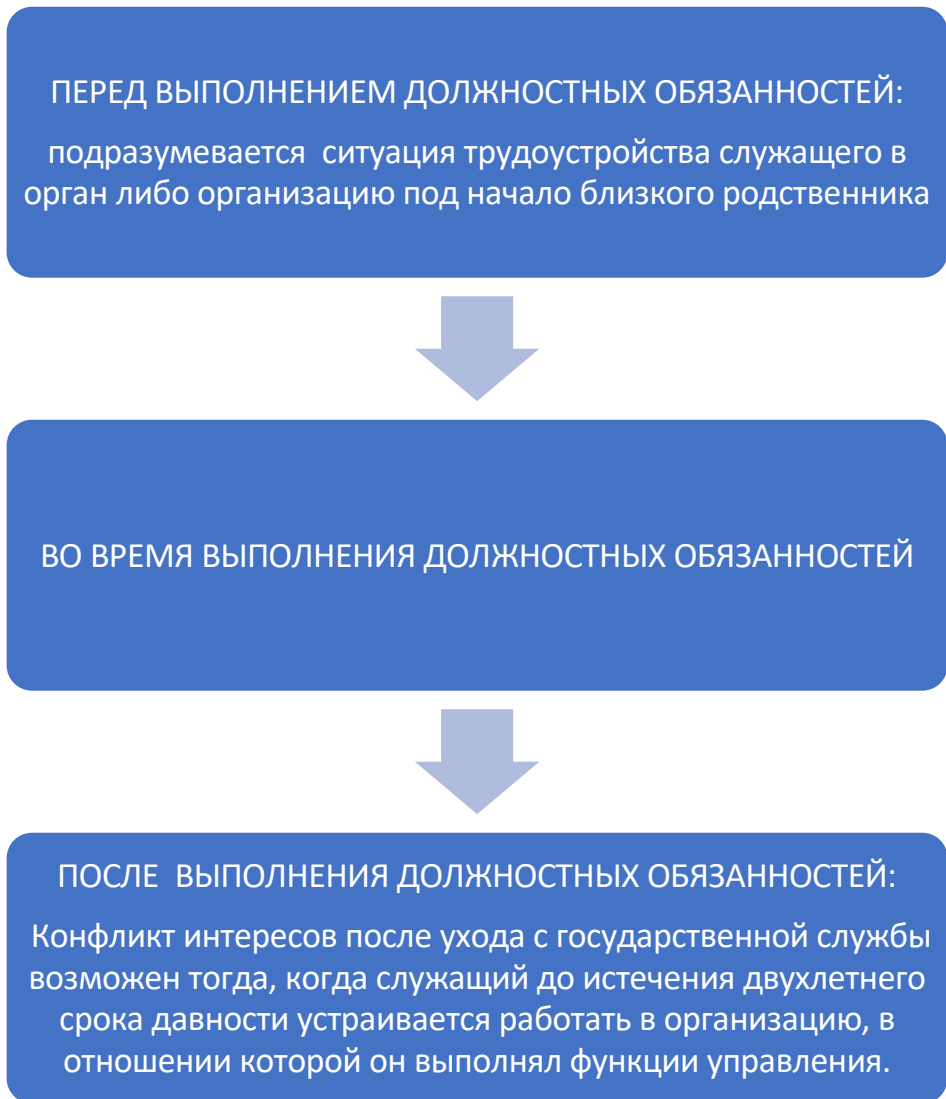 ПЕРЕД ВЫПОЛНЕНИЕМ ДОЛЖНОСТНЫХ ОБЯЗАННОСТЕЙ:
подразумевается ситуация трудоустройства служащего в
орган либо организацию под начало близкого родственника
ВО ВРЕМЯ ВЫПОЛНЕНИЯ ДОЛЖНОСТНЫХ ОБЯЗАННОСТЕЙ
ПОСЛЕ ВЫПОЛНЕНИЯ ДОЛЖНОСТНЫХ ОБЯЗАННОСТЕЙ:
Конфликт интересов после ухода с государственной службы
возможен тогда, когда служащий до истечения двухлетнего
срока давности устраивается работать в организацию, в
отношении которой он выполнял функции управления.